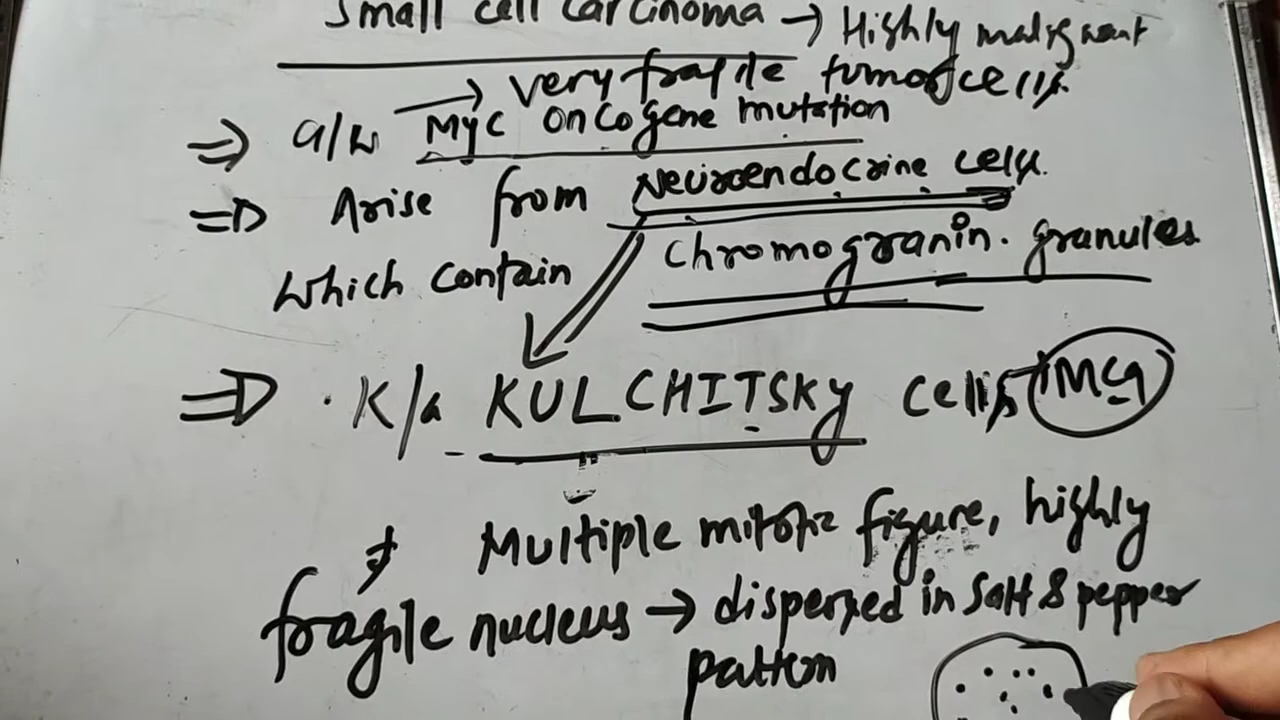 Small cell carcinoma → Highly malignant
→ very fragile tumor cells
⇒ a/w Myc oncogene mutation
⇒ Arise from Neuroendocrine cells.
which contain chromogranin. granules
⇒ . K/a KULCHITSKy cells MCQ
Multiple mitotic figure, highly
fragile nucleus → dispersed in salt & pepper
pattern